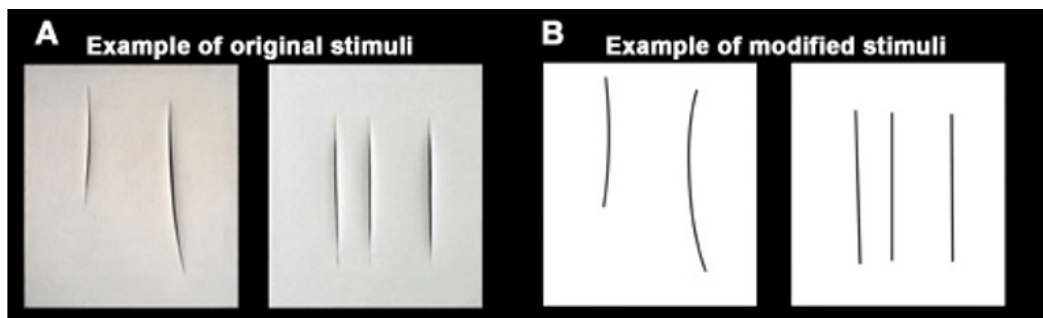 A
Example of original stimuli
B
Example of modified stimuli